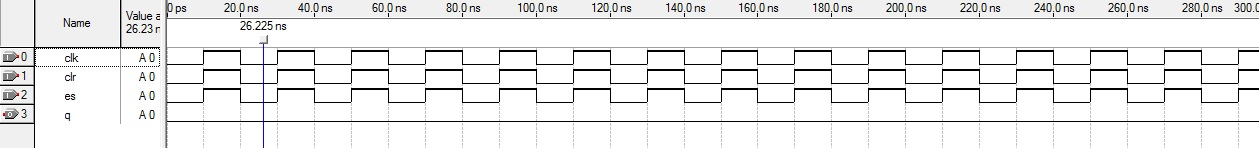 Name Value a 26.23 n 0 ps 20.0 ns 40.0 ns 60.0 ns 80.0 ns 100.0 ns 120.0 ns 140.0 ns 160.0 ns 180.0 ns 200.0 ns 220.0 ns 240.0 ns 260.0 ns 280.0 ns 300.0
26.225 ns
0 clk A 0
1 clr A 0
2 es A 0
3 q A 0